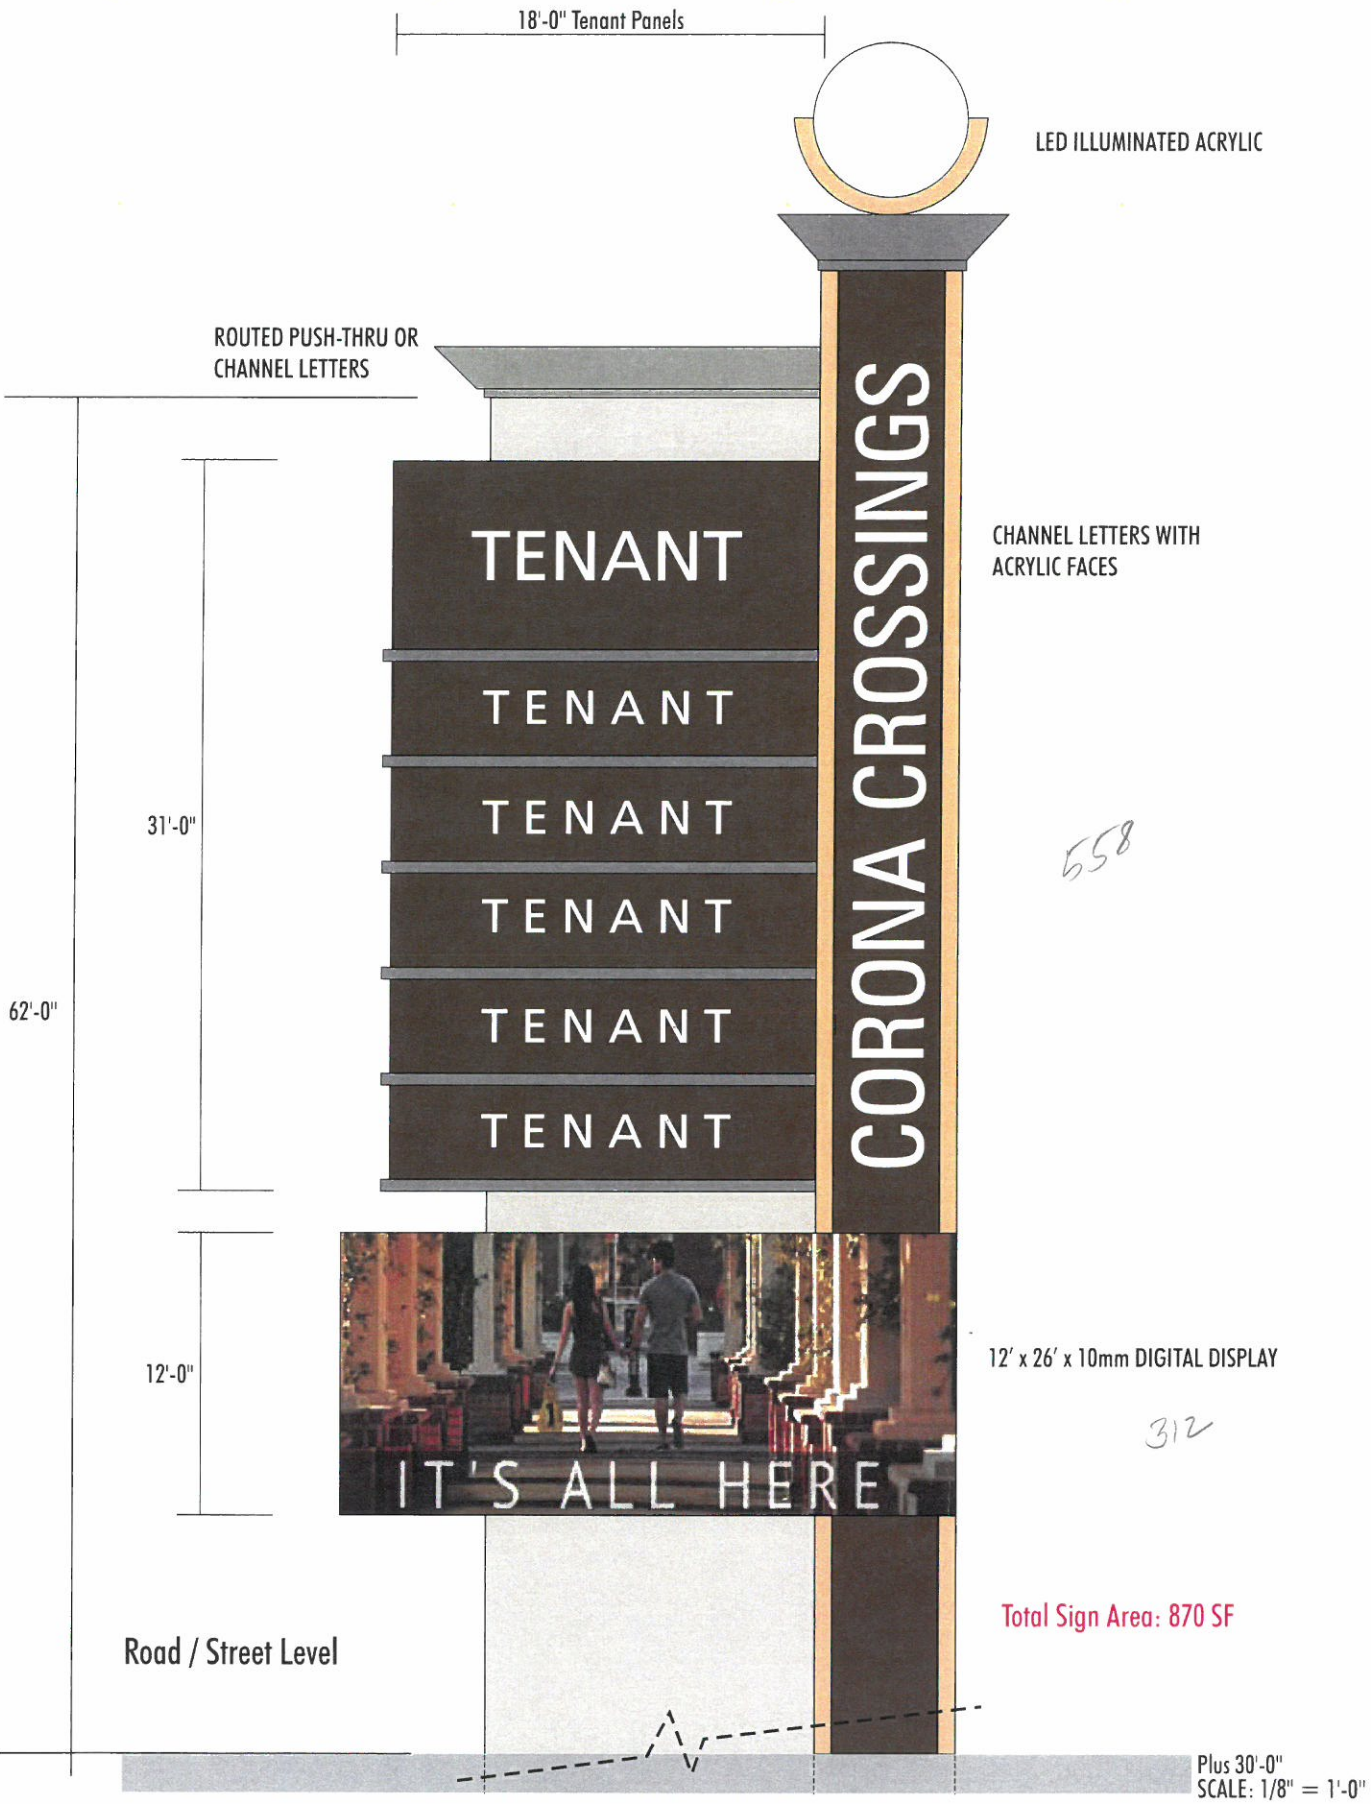 18'-0" Tenant Panels
LED ILLUMINATED ACRYLIC
ROUTED PUSH-THRU OR
CHANNEL LETTERS
CORONA CROSSINGS
TENANT
CHANNEL LETTERS WITH
ACRYLIC FACES
TENANT
TENANT
31'-0"
558
TENANT
62'-0"
TENANT
TENANT
12'-0"
12' x 26' x 10mm DIGITAL DISPLAY
312
IT'S ALL HERE
Total Sign Area: 870 SF
Road / Street Level
Plus 30'-0"
SCALE: 1/8" = 1'-0"